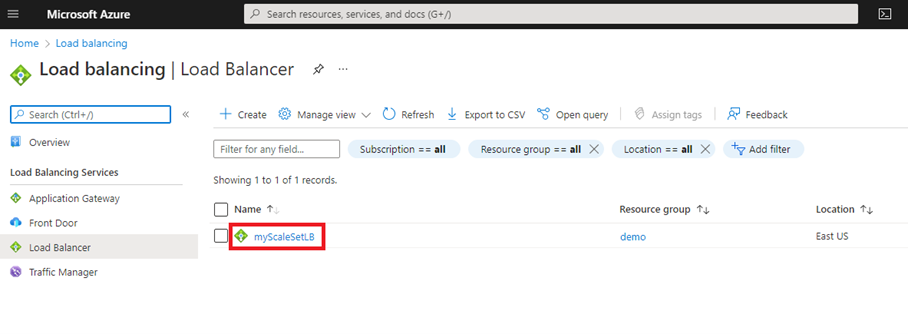 Microsoft Azure
Search resources, services, and docs (G+/)
Home > Load balancing
Load balancing | Load Balancer ...
Search (Ctrl+/) «
Overview
Load Balancing Services
Application Gateway
Front Door
Load Balancer
Traffic Manager
Create Manage view Refresh Export to CSV Open query Assign tags Feedback
Filter for any field... Subscription == all Resource group == all Location == all Add filter
Showing 1 to 1 of 1 records.
Name Resource group Location
myScaleSetLB demo East US